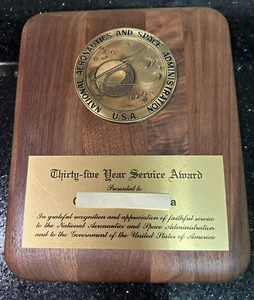 NATIONAL AERONAUTICS AND SPACE ADMINISTRATION
U.S.A.
Thirty-five Year Service Award
Presented to
In grateful recognition and appreciation of faithful service
to the National Aeronautics and Space Administration
and to the Government of the United States of America